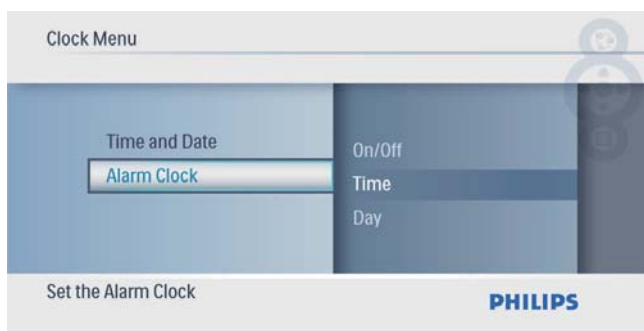 Clock Menu
Time and Date
Alarm Clock
On/Off
Time
Day
Set the Alarm Clock
PHILIPS